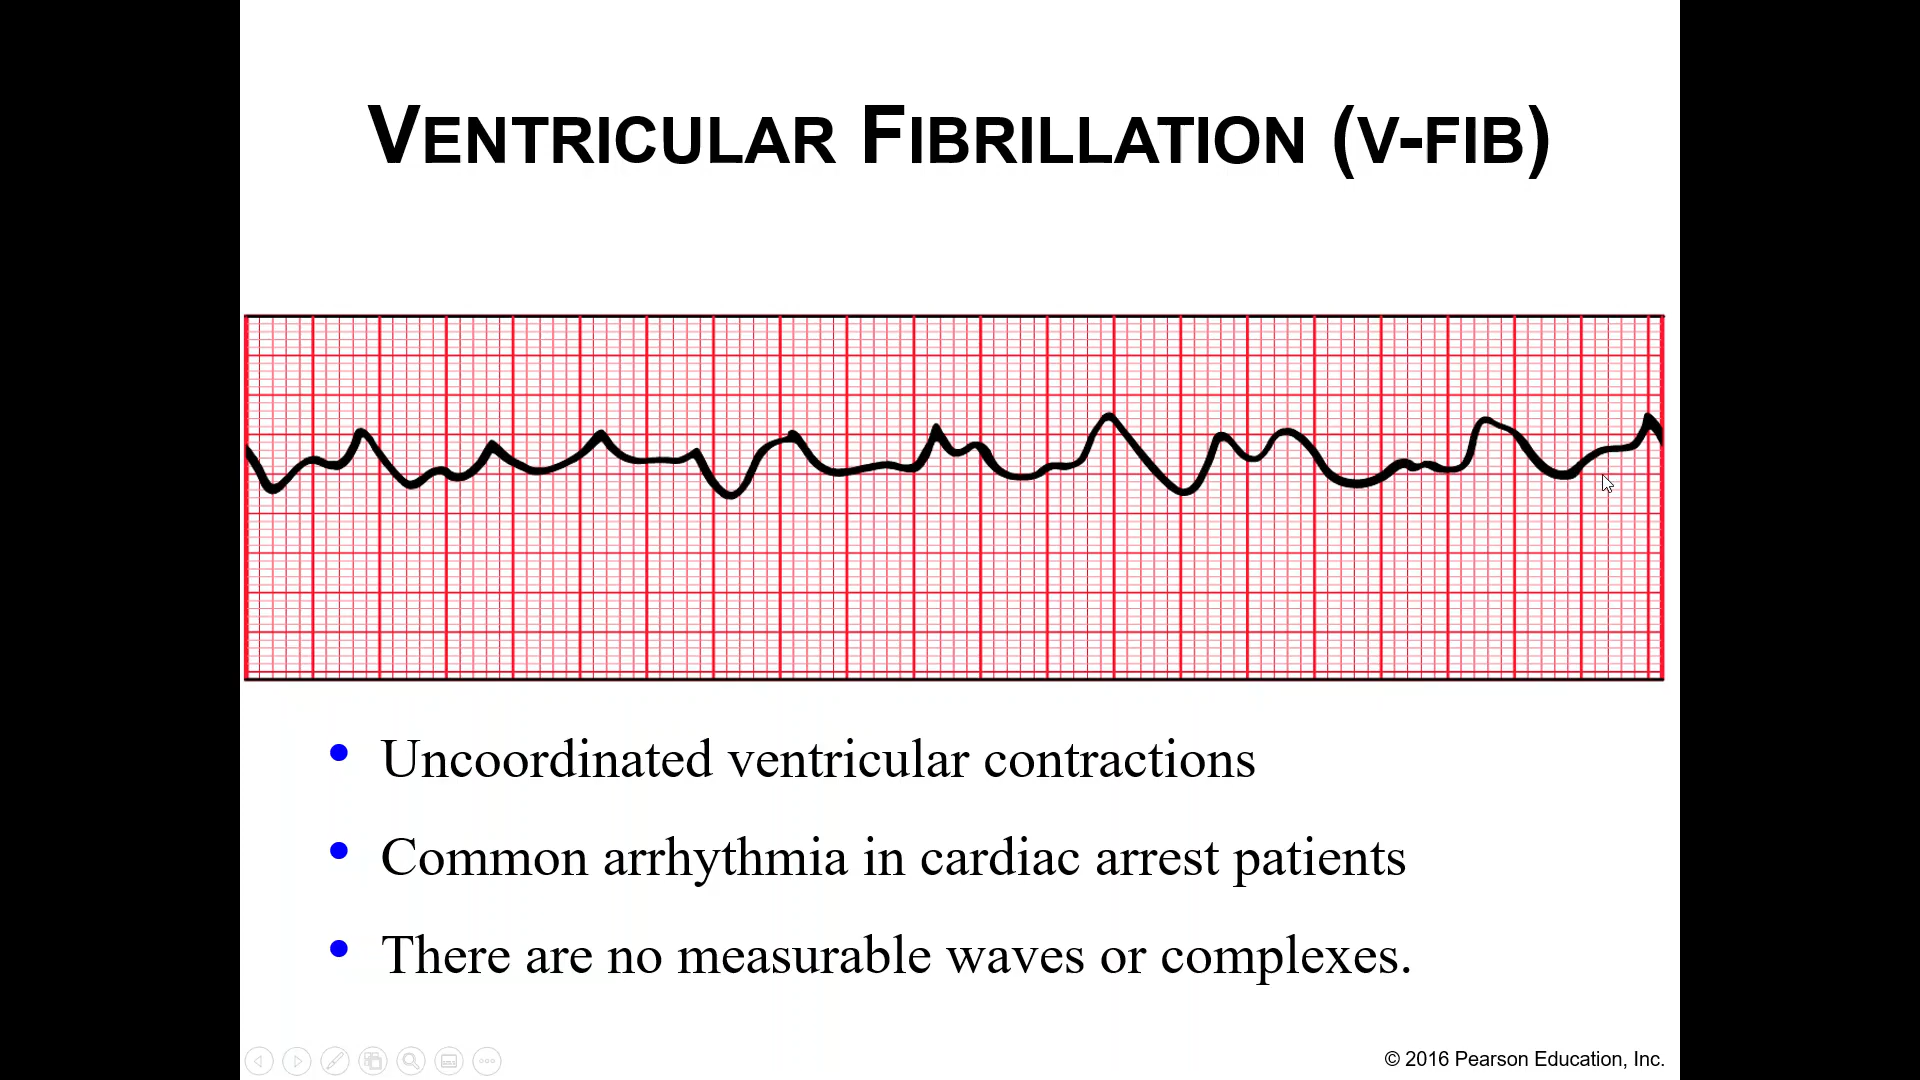 VENTRICULAR FIBRILLATION (V-FIB)
• Uncoordinated ventricular contractions
• Common arrhythmia in cardiac arrest patients
• There are no measurable waves or complexes.
© 2016 Pearson Education, Inc.